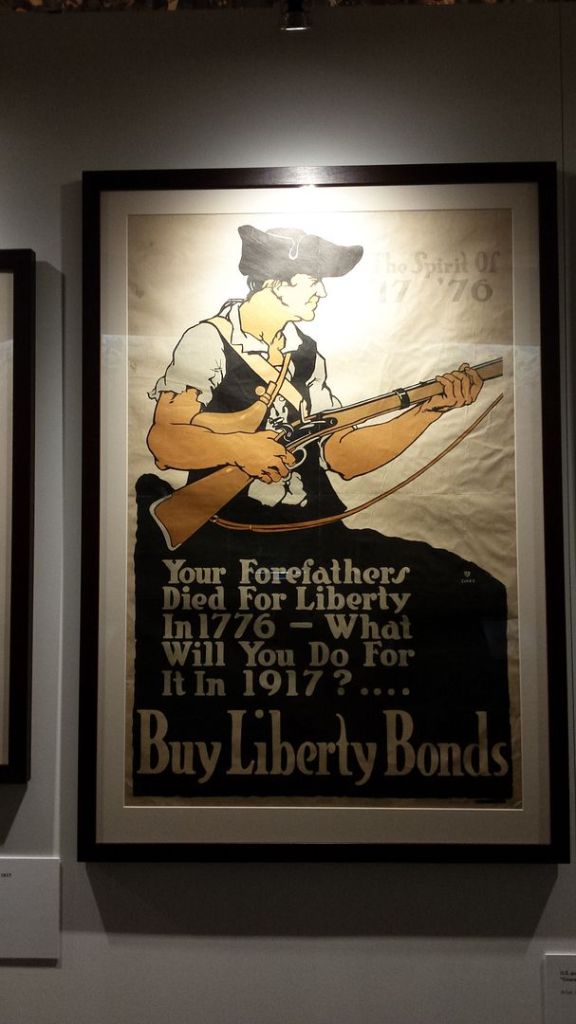 The Spirit Of
17 '76
Your Forefathers
Died For Liberty
In 1776 — What
Will You Do For
It In 1917?....
Buy Liberty Bonds